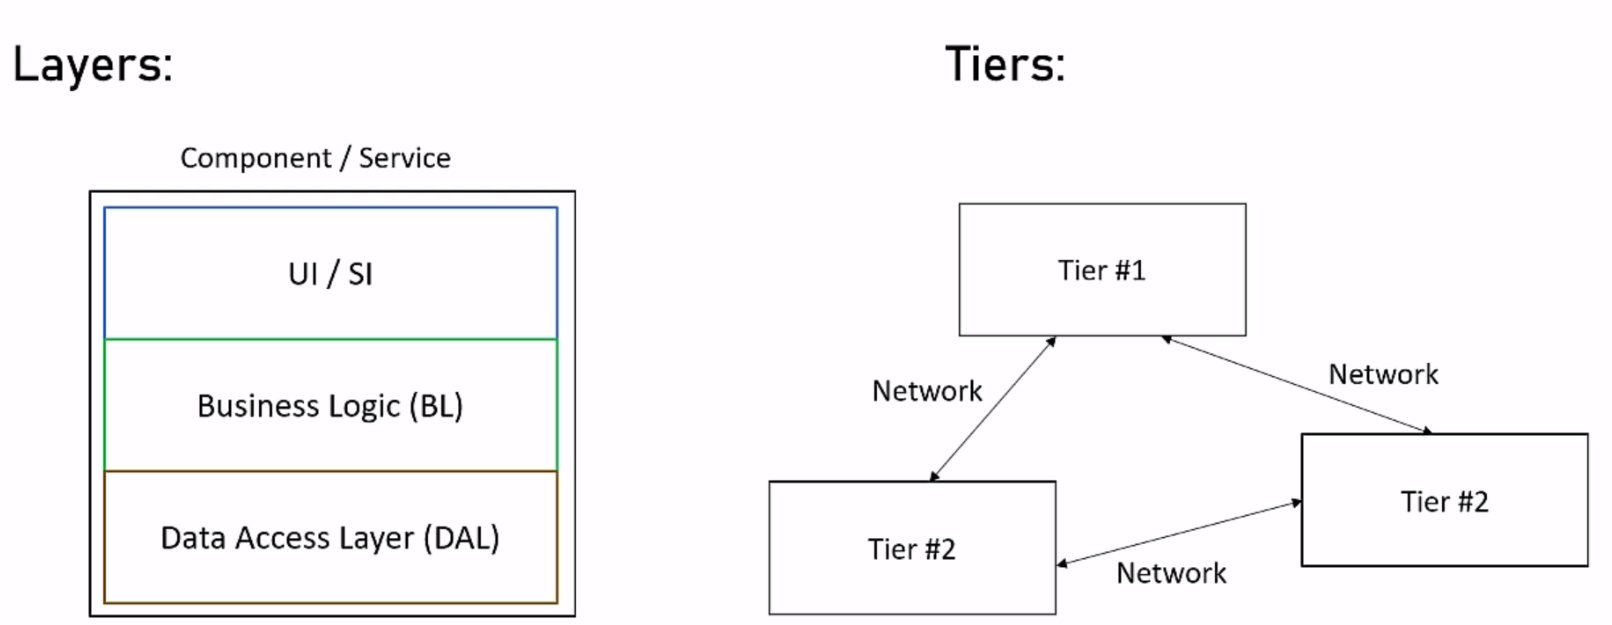 Layers:
Component / Service
UI / SI
Business Logic (BL)
Data Access Layer (DAL)
Tiers:
Tier #1
Network
Network
Tier #2
Tier #2
Network